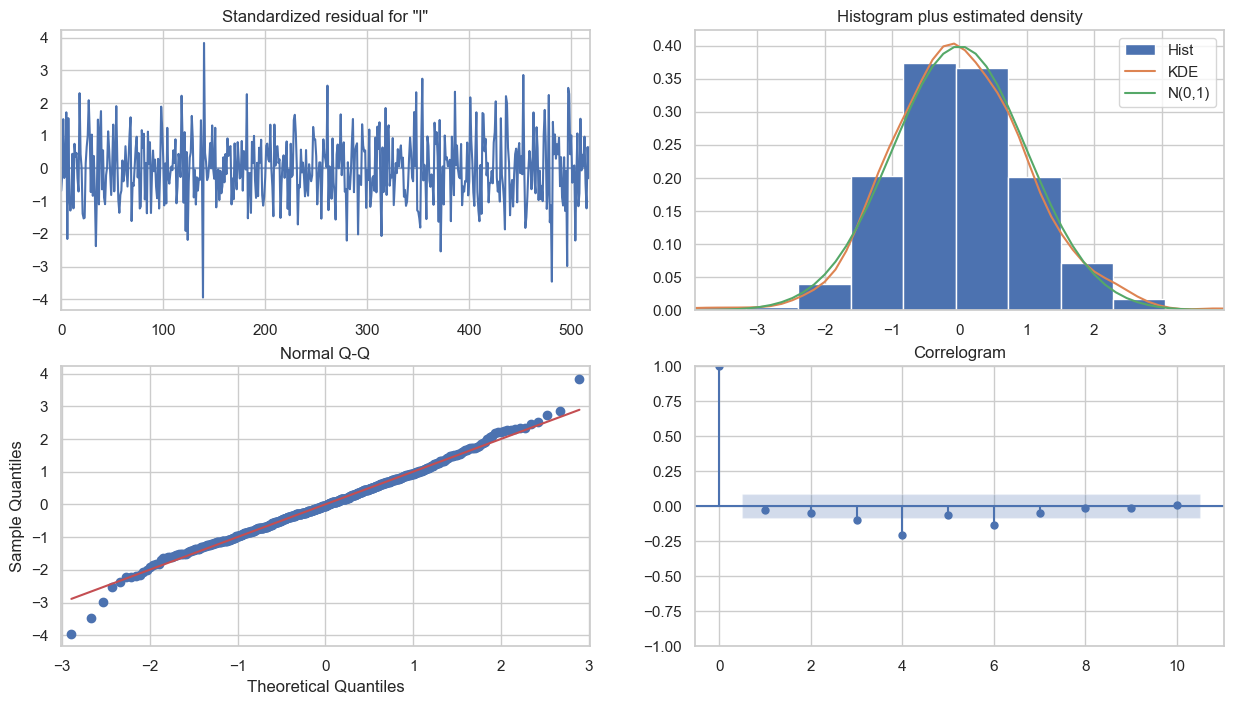 Standardized residual for "I"
4
3
2
1
0
−1
−2
−3
−4
0 100 200 300 400 500
Histogram plus estimated density
0.40
0.35
0.30
0.25
0.20
0.15
0.10
0.05
0.00
−3 −2 −1 0 1 2 3
Hist
KDE
N(0,1)
Normal Q-Q
Sample Quantiles
4
3
2
1
0
−1
−2
−3
−4
−3 −2 −1 0 1 2 3
Theoretical Quantiles
Correlogram
1.00
0.75
0.50
0.25
0.00
−0.25
−0.50
−0.75
−1.00
0 2 4 6 8 10